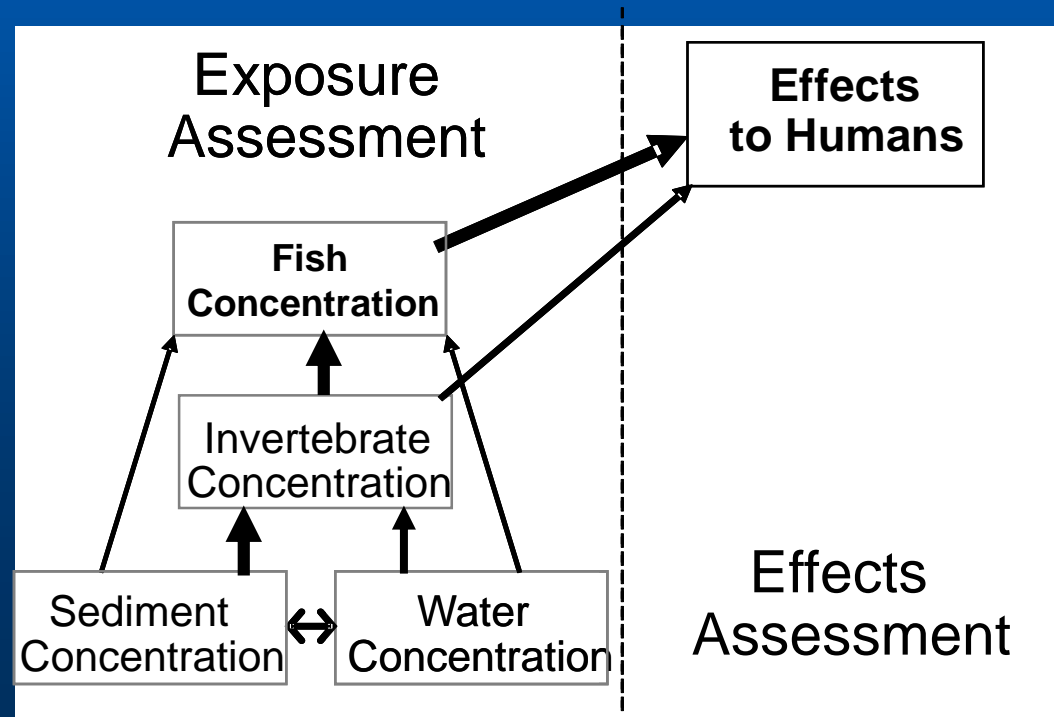 Exposure
Assessment
Effects
to Humans
Fish
Concentration
Invertebrate
Concentration
Sediment
Concentration
Water
Concentration
Effects
Assessment